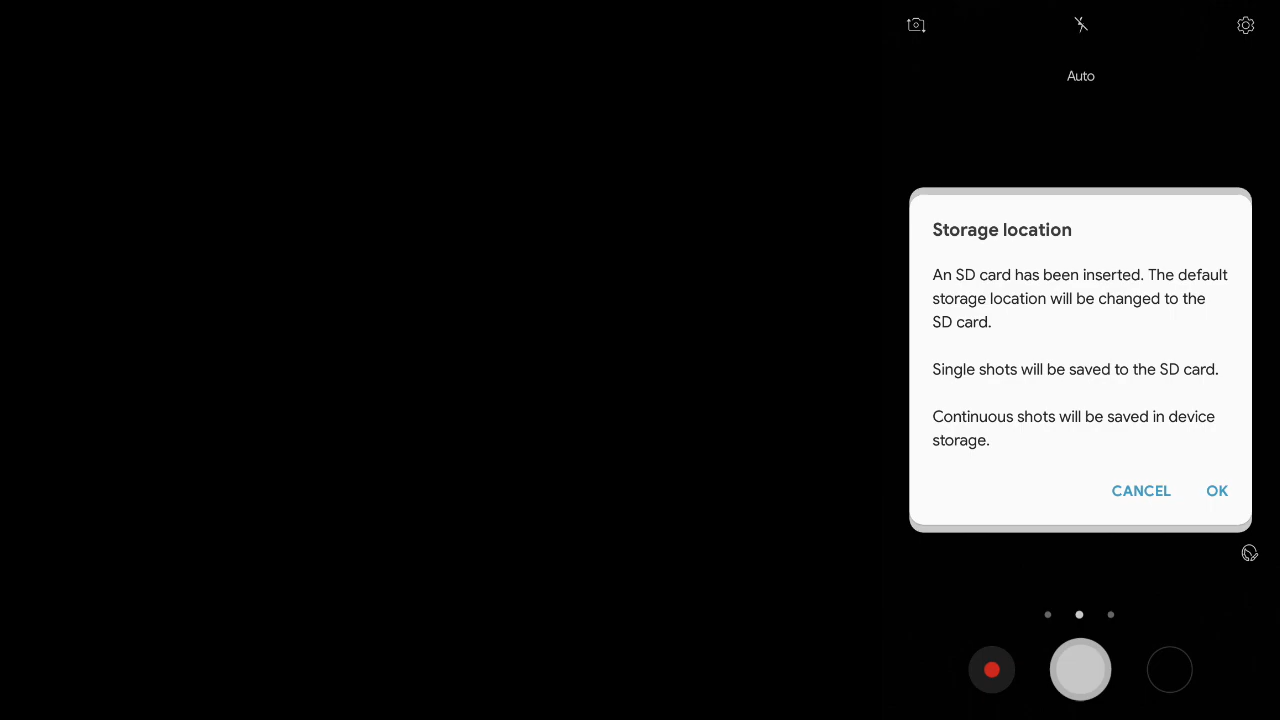 Auto
Storage location
An SD card has been inserted. The default
storage location will be changed to the
SD card.
Single shots will be saved to the SD card.
Continuous shots will be saved in device
storage.
CANCEL OK